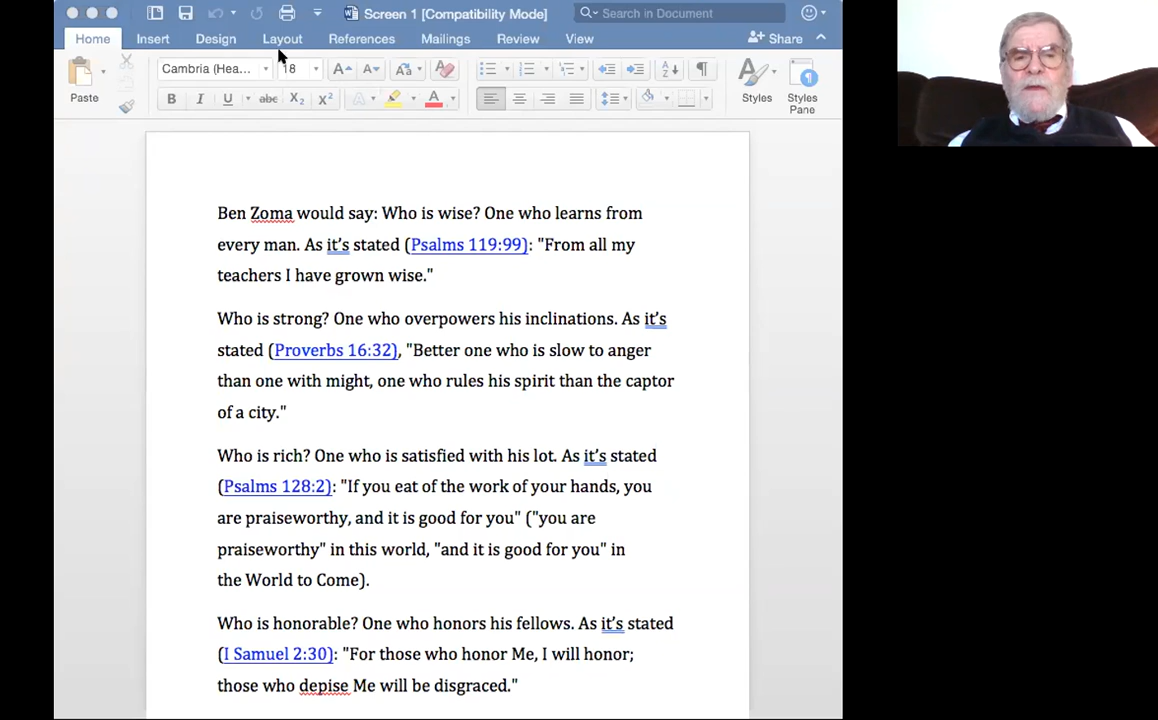 Screen 1 [Compatibility Mode]
Search in Document
Home Insert Design Layout References Mailings Review View Share
Paste
Cambria (Hea... 18
B I U abc X2 X2 A A
Styles
Styles Pane
Ben Zoma would say: Who is wise? One who learns from
every man. As it’s stated (Psalms 119:99): "From all my
teachers I have grown wise."
Who is strong? One who overpowers his inclinations. As it’s
stated (Proverbs 16:32), "Better one who is slow to anger
than one with might, one who rules his spirit than the captor
of a city."
Who is rich? One who is satisfied with his lot. As it’s stated
(Psalms 128:2): "If you eat of the work of your hands, you
are praiseworthy, and it is good for you" ("you are
praiseworthy" in this world, "and it is good for you" in
the World to Come).
Who is honorable? One who honors his fellows. As it’s stated
(I Samuel 2:30): "For those who honor Me, I will honor;
those who depise Me will be disgraced."